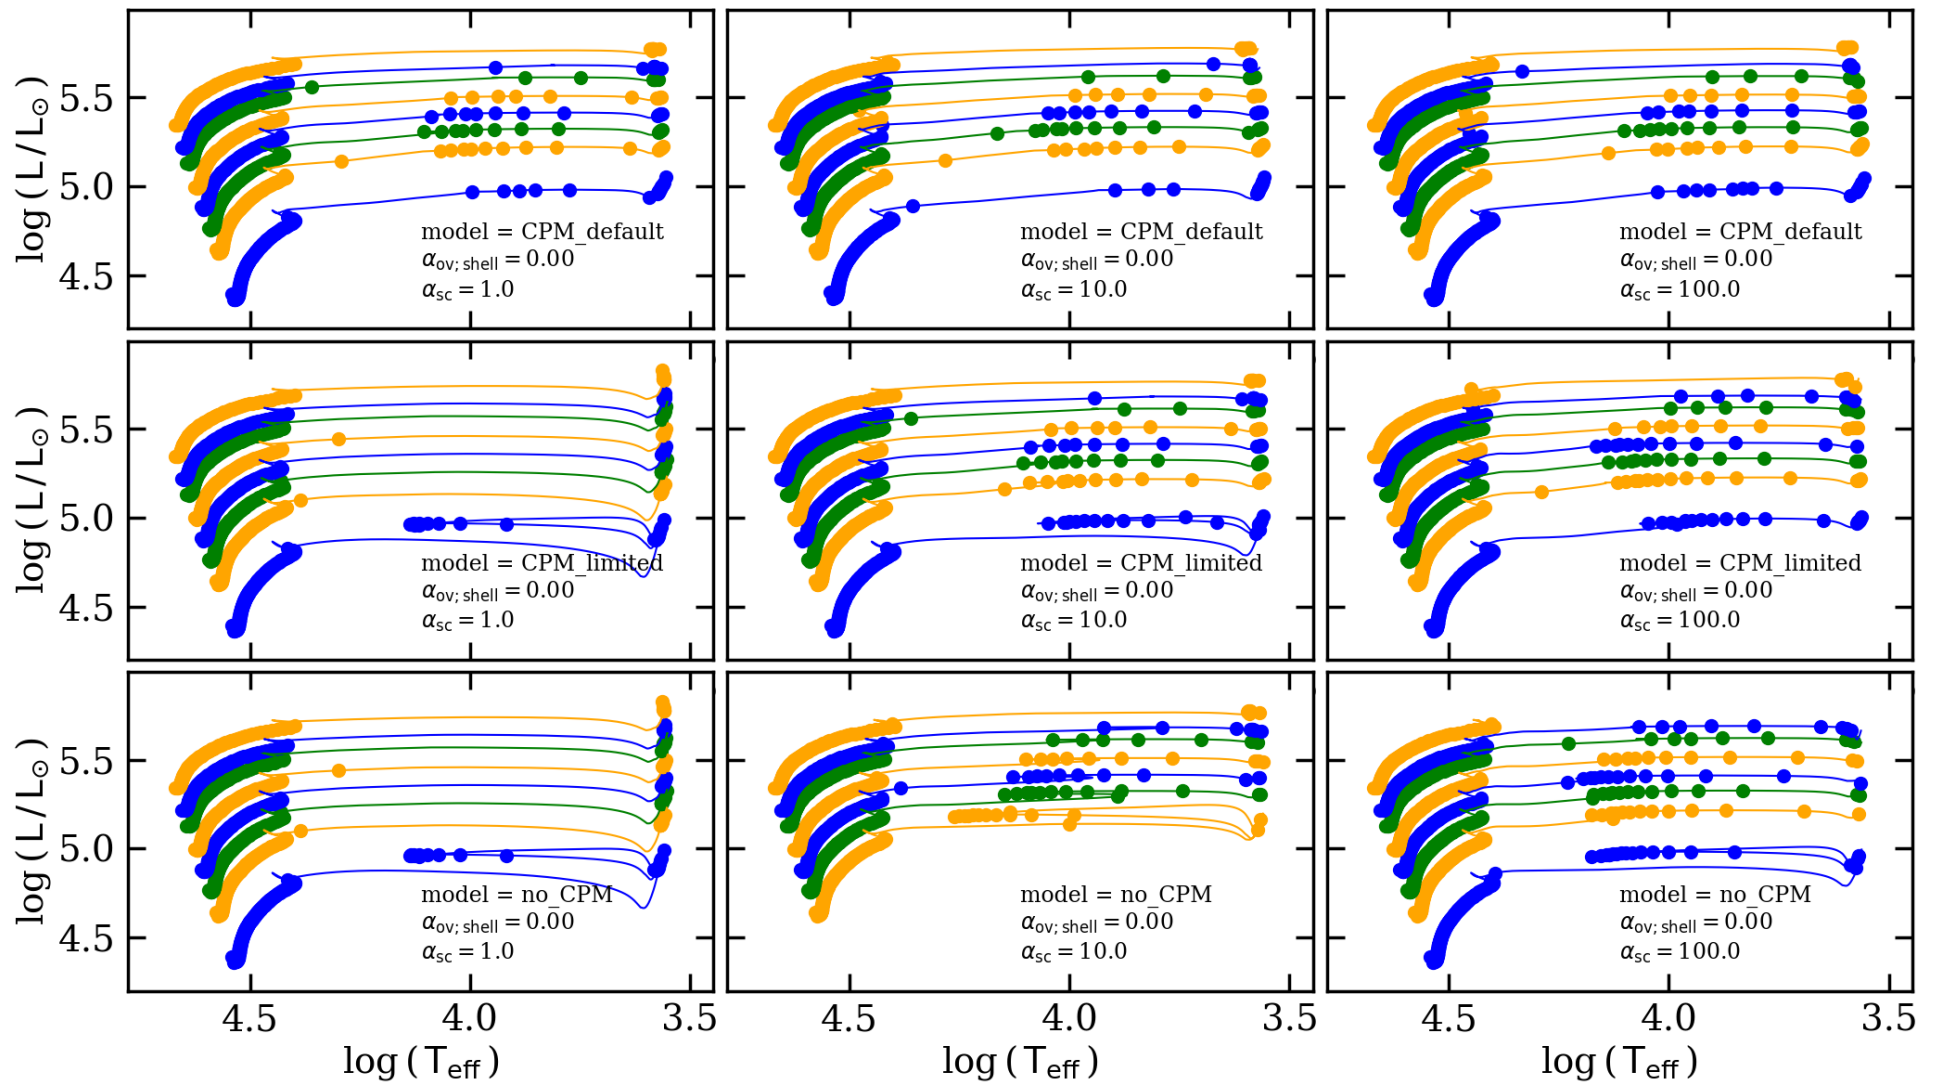 log ( L / L⊙ )
5.5
5.0
4.5
model = CPM_default
α_ov; shell = 0.00
α_sc = 1.0
model = CPM_default
α_ov; shell = 0.00
α_sc = 10.0
model = CPM_default
α_ov; shell = 0.00
α_sc = 100.0
log ( L / L⊙ )
5.5
5.0
4.5
model = CPM_limited
α_ov; shell = 0.00
α_sc = 1.0
model = CPM_limited
α_ov; shell = 0.00
α_sc = 10.0
model = CPM_limited
α_ov; shell = 0.00
α_sc = 100.0
log ( L / L⊙ )
5.5
5.0
4.5
model = no_CPM
α_ov; shell = 0.00
α_sc = 1.0
model = no_CPM
α_ov; shell = 0.00
α_sc = 10.0
model = no_CPM
α_ov; shell = 0.00
α_sc = 100.0
4.5 4.0 3.5
4.5 4.0 3.5
4.5 4.0 3.5
log ( T_eff )
log ( T_eff )
log ( T_eff )